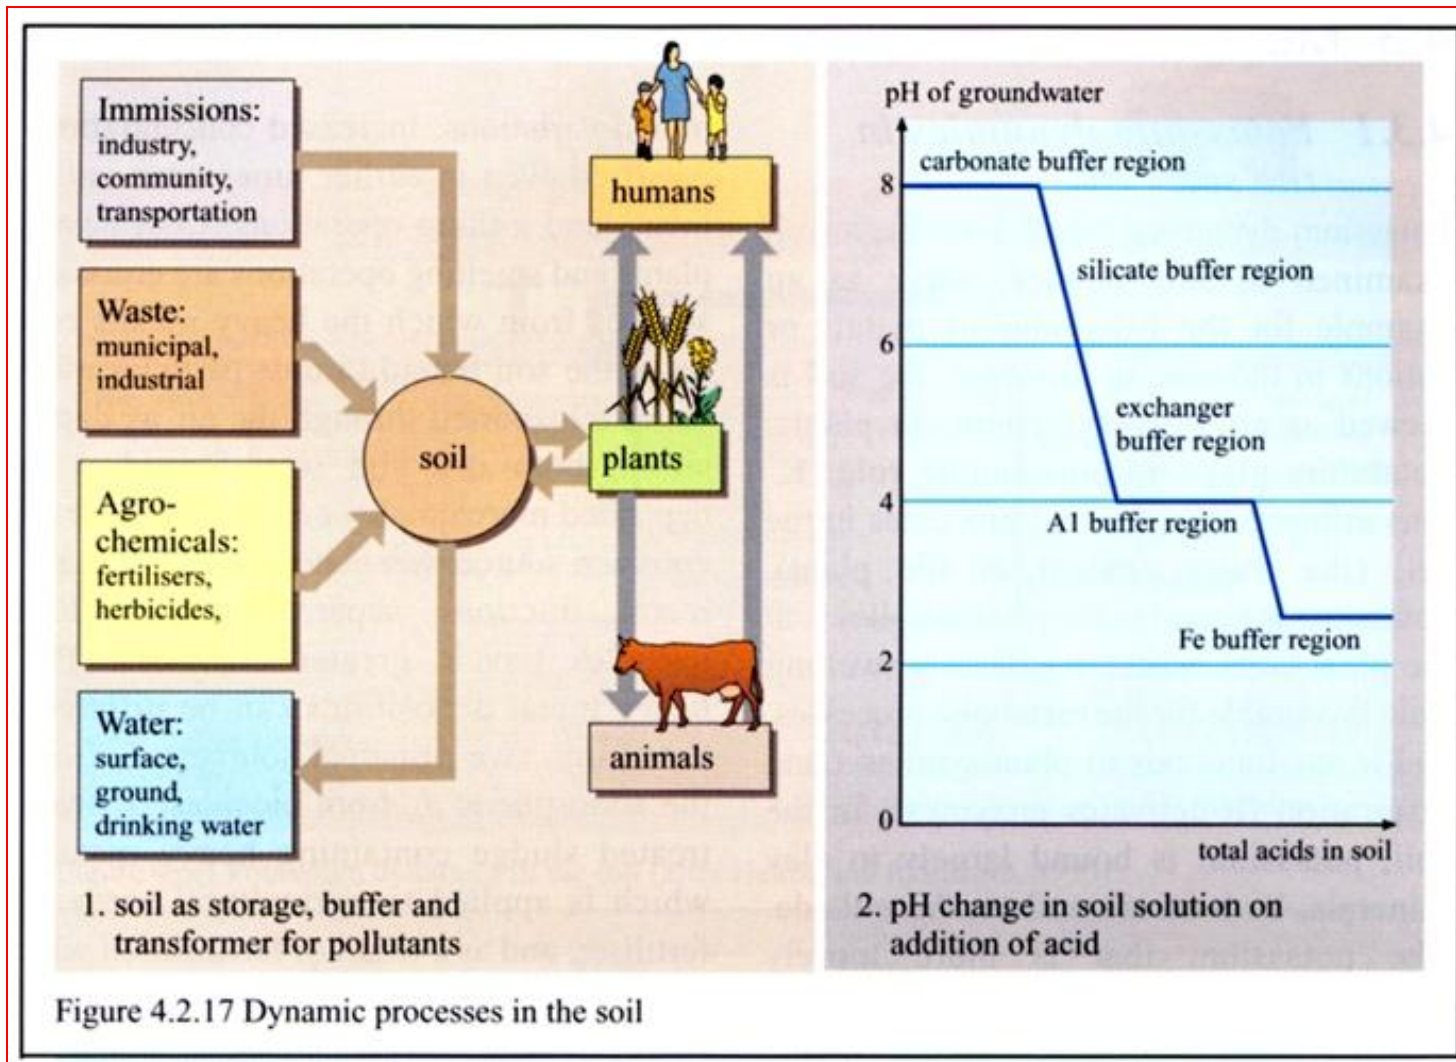 Immissions:
industry,
community,
transportation
Waste:
municipal,
industrial
Agro-
chemicals:
fertilisers,
herbicides,
Water:
surface,
ground,
drinking water
soil
humans
plants
animals
1. soil as storage, buffer and
transformer for pollutants
pH of groundwater
carbonate buffer region
8
silicate buffer region
6
exchanger
buffer region
4
A1 buffer region
Fe buffer region
2
0
total acids in soil
2. pH change in soil solution on
addition of acid
Figure 4.2.17 Dynamic processes in the soil